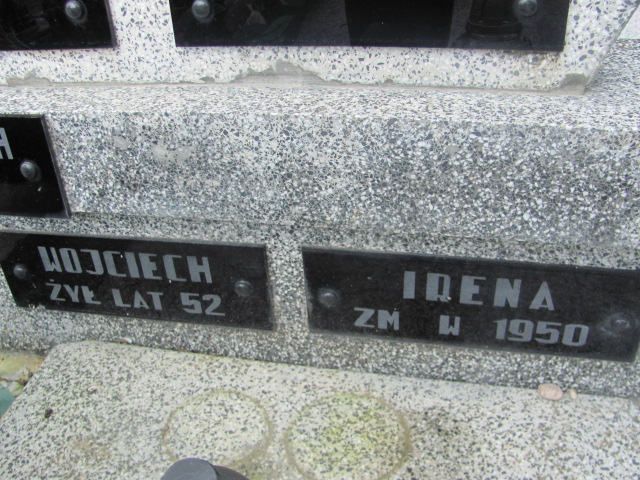 WOJCIECH
ŻYŁ LAT 52
IRENA
ZM W 1950